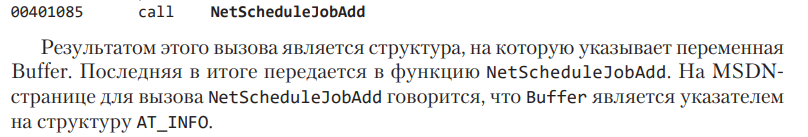 00401085 call NetScheduleJobAdd
Результатом этого вызова является структура, на которую указывает переменная
Buffer. Последняя в итоге передается в функцию NetScheduleJobAdd. На MSDN-
странице для вызова NetScheduleJobAdd говорится, что Buffer является указателем
на структуру AT_INFO.